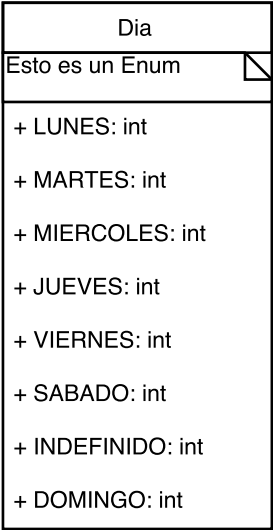 Dia
Esto es un Enum
+ LUNES: int
+ MARTES: int
+ MIERCOLES: int
+ JUEVES: int
+ VIERNES: int
+ SABADO: int
+ INDEFINIDO: int
+ DOMINGO: int